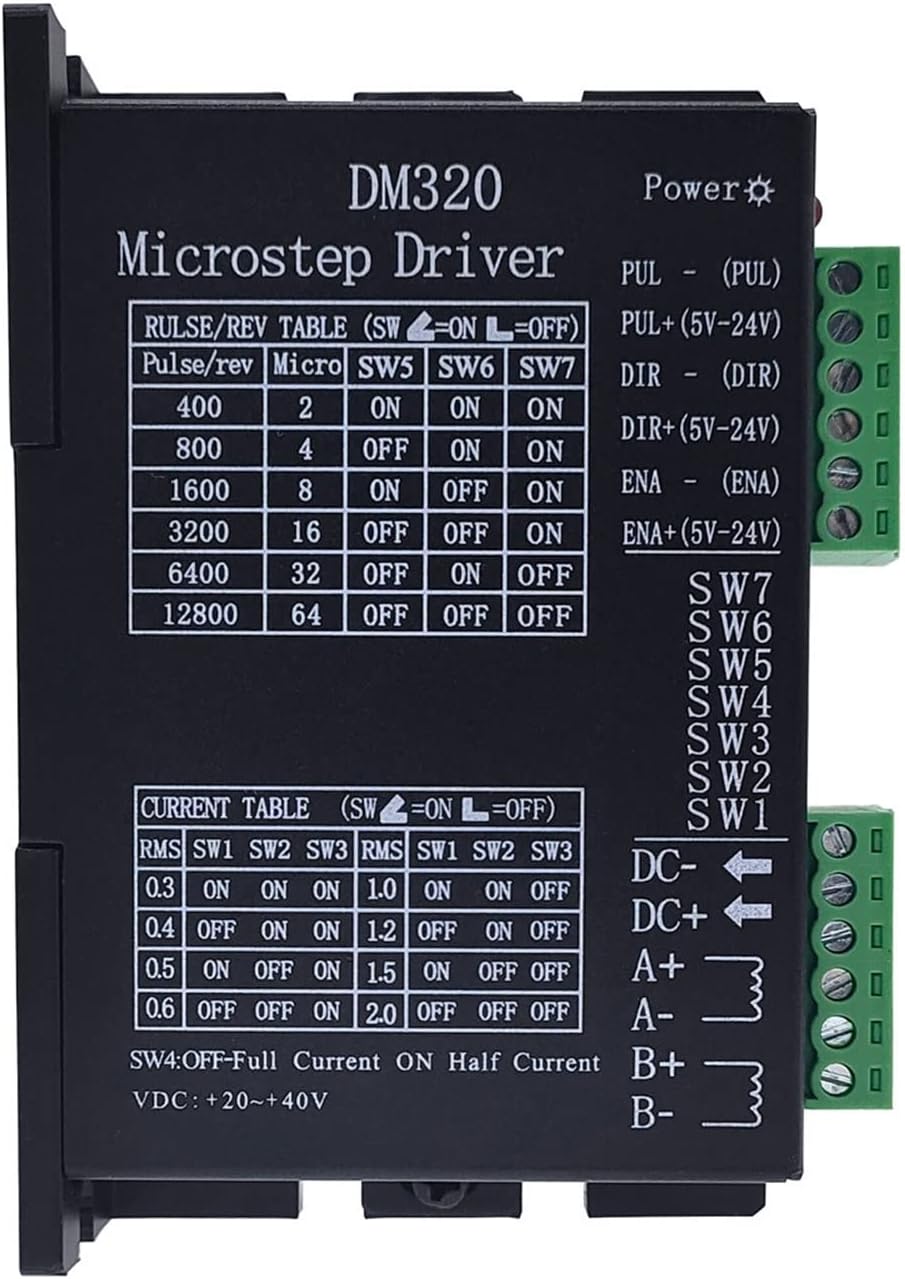 DM320
Microstep Driver
RULSE/REV TABLE (SW =ON =OFF)
Pulse/rev Micro SW5 SW6 SW7
400 2 ON ON ON
800 4 OFF ON ON
1600 8 ON OFF ON
3200 16 OFF OFF ON
6400 32 OFF ON OFF
12800 64 OFF OFF OFF
CURRENT TABLE (SW =ON =OFF)
RMS SW1 SW2 SW3 RMS SW1 SW2 SW3
0.3 ON ON ON 1.0 ON ON OFF
0.4 OFF ON ON 1.2 OFF ON OFF
0.5 ON OFF ON 1.5 ON OFF OFF
0.6 OFF OFF ON 2.0 OFF OFF OFF
SW4:OFF-Full Current ON Half Current
VDC: +20~+40V
Power
PUL - (PUL)
PUL+(5V-24V)
DIR - (DIR)
DIR+(5V-24V)
ENA - (ENA)
ENA+(5V-24V)
SW7
SW6
SW5
SW4
SW3
SW2
SW1
DC-
DC+
A+
A-
B+
B-